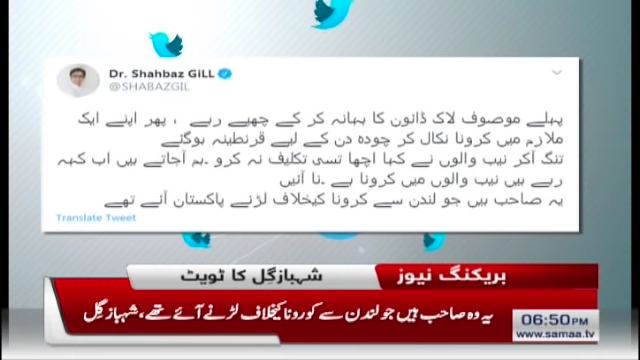 Dr. Shahbaz GiLL
@SHABAZGIL
پہلے موصوف لاک ڈائون کا بہانہ کر کے چھپے رہے ، پھر اپنے ایک
ملازم میں کرونا نکال کر چودہ دن کے لیے قرنطینہ ہوگئے
تنگ آکر نیب والوں نے کہا اچھا تسی تکلیف نہ کرو ۔ہم آجاتے ہیں اب کہہ
رہے ہیں نیب والوں میں کرونا ہے ۔نا آئیں
یہ صاحب ہیں جو لندن سے کرونا کیخلاف لڑنے پاکستان آئے تھے
Translate Tweet
بریکنگ نیوز
شہباز گِل کا ٹویٹ
یہ وہ صاحب ہیں جو لندن سے کورونا کیخلاف لڑنے آئے تھے، شہباز گِل
06:50PM
www.samaa.tv